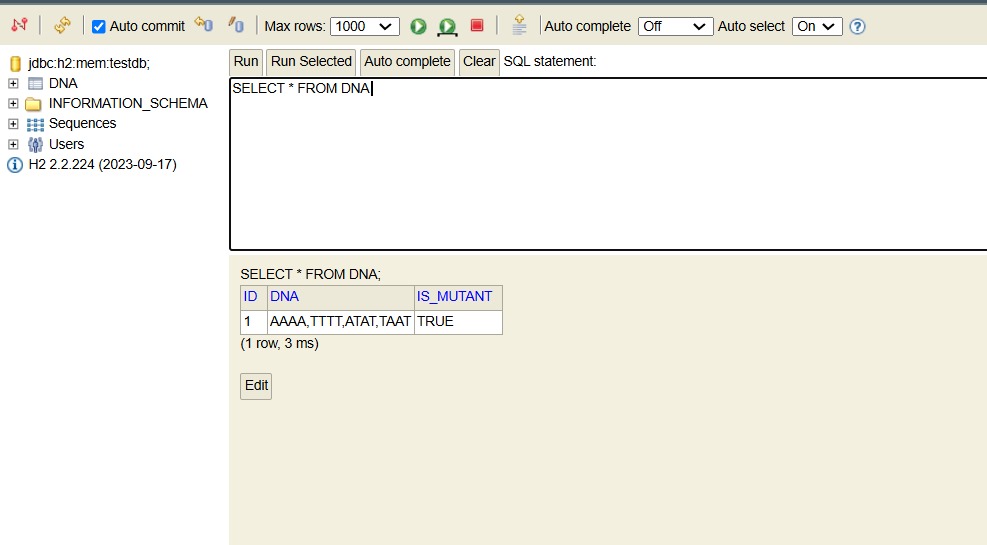 Auto commit Max rows: 1000 Auto complete Off Auto select On ?
jdbc:h2:mem:testdb;
DNA
INFORMATION_SCHEMA
Sequences
Users
H2 2.2.224 (2023-09-17)
Run Run Selected Auto complete Clear SQL statement:
SELECT * FROM DNA
SELECT * FROM DNA;
ID DNA IS_MUTANT
1 AAAA,TTTT,ATAT,TAAT TRUE
(1 row, 3 ms)
Edit